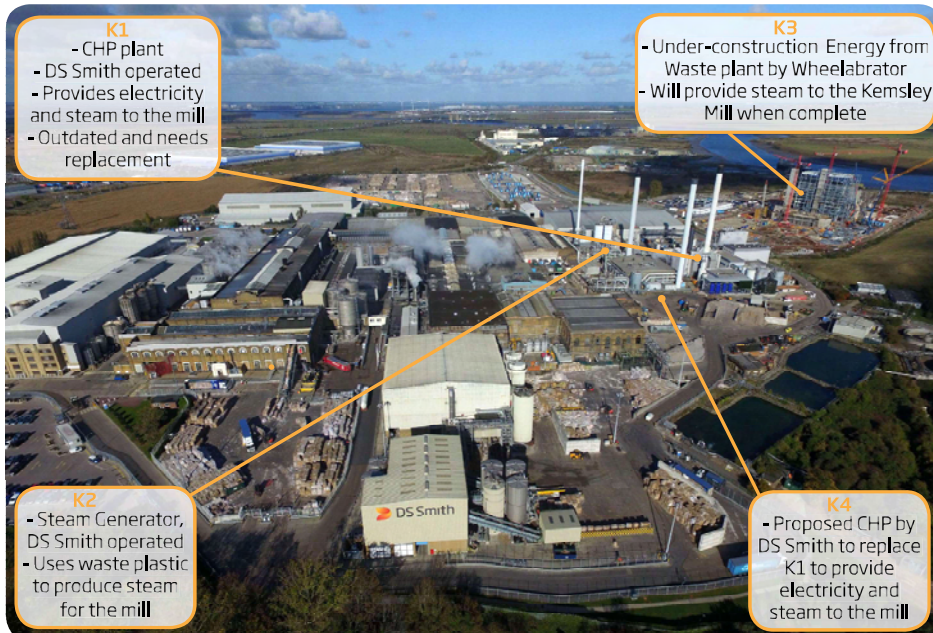 K1
- CHP plant
- DS Smith operated
- Provides electricity
and steam to the mill
- Outdated and needs
replacement
K3
- Under-construction Energy from
Waste plant by Wheelabrator
- Will provide steam to the Kemsley
Mill when complete
DS Smith
K2
- Steam Generator,
DS Smith operated
- Uses waste plastic
to produce steam
for the mill
K4
- Proposed CHP by
DS Smith to replace
K1 to provide
electricity and
steam to the mill